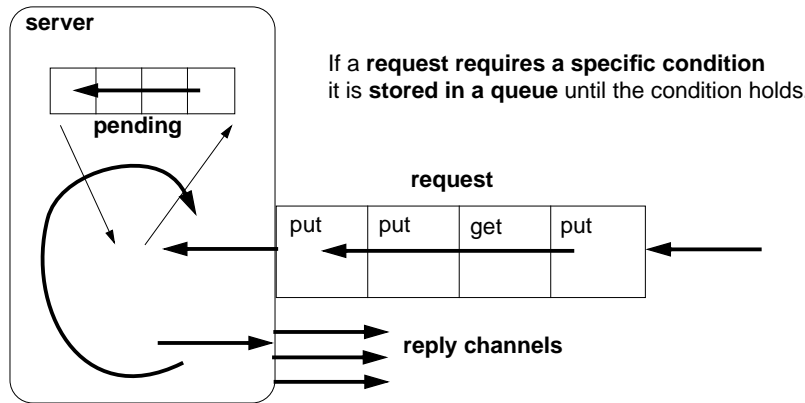 server
If a request requires a specific condition
it is stored in a queue until the condition holds
pending
request
put put get put
reply channels